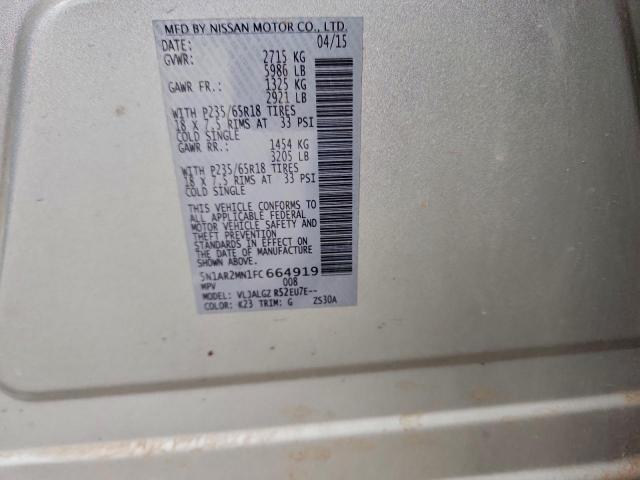 MFD BY NISSAN MOTOR CO., LTD.
DATE: 04/15
GVWR: 2715 KG
5986 LB
GAWR FR.: 1325 KG
2921 LB
WITH P235/65R18 TIRES
18 X 7.5 RIMS AT 33 PSI
COLD SINGLE
GAWR RR.: 1454 KG
3205 LB
WITH P235/65R18 TIRES
18 X 7.5 RIMS AT 33 PSI
COLD SINGLE
THIS VEHICLE CONFORMS TO
ALL APPLICABLE FEDERAL
MOTOR VEHICLE SAFETY AND
THEFT PREVENTION
STANDARDS IN EFFECT ON
THE DATE OF MANUFACTURE
5N1AR2MN1FC664919
MPV 008
MODEL: VLJALGZ R52EU7E--
COLOR: K23 TRIM: G ZS30A